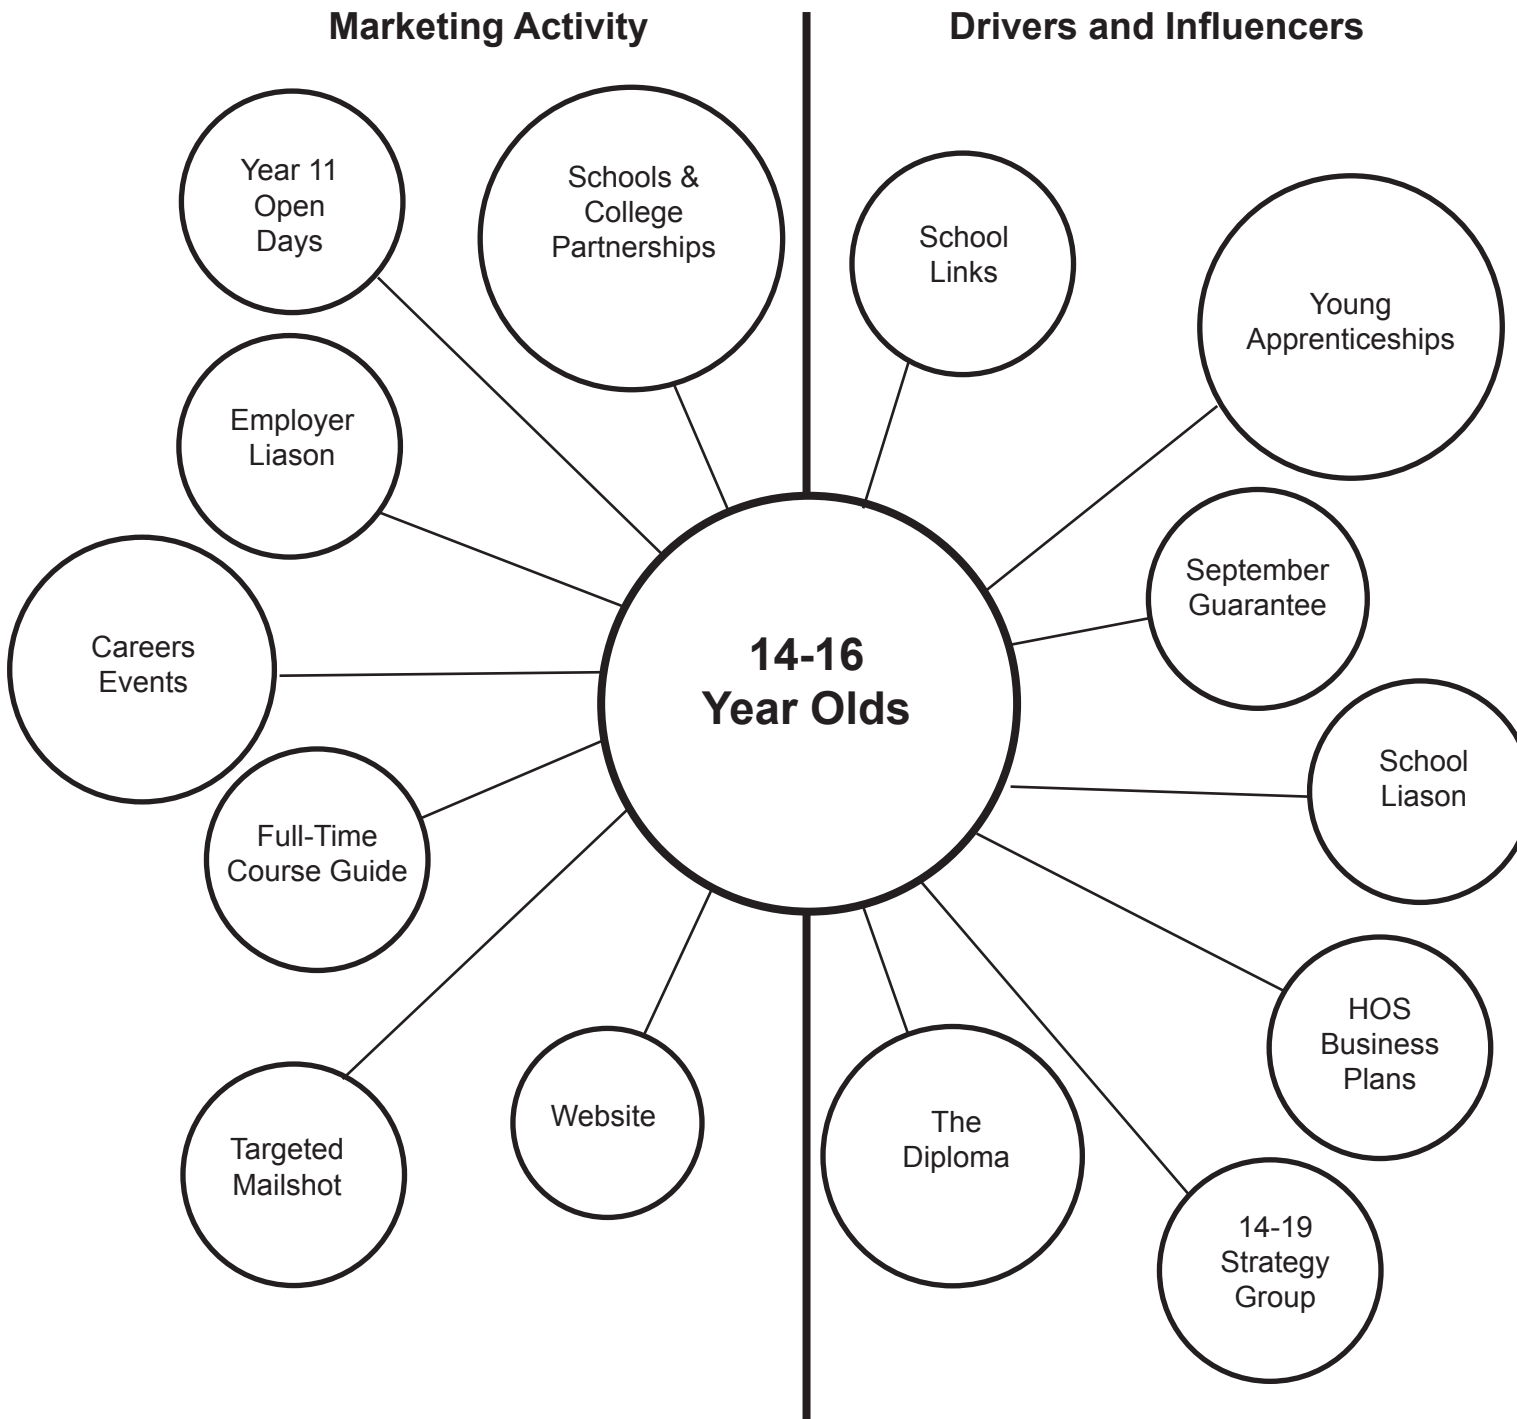 Marketing Activity
Drivers and Influencers
Year 11
Open
Days
Schools &
College
Partnerships
School
Links
Young
Apprenticeships
Employer
Liason
September
Guarantee
Careers
Events
14-16
Year Olds
School
Liason
Full-Time
Course Guide
HOS
Business
Plans
Targeted
Mailshot
Website
The
Diploma
14-19
Strategy
Group